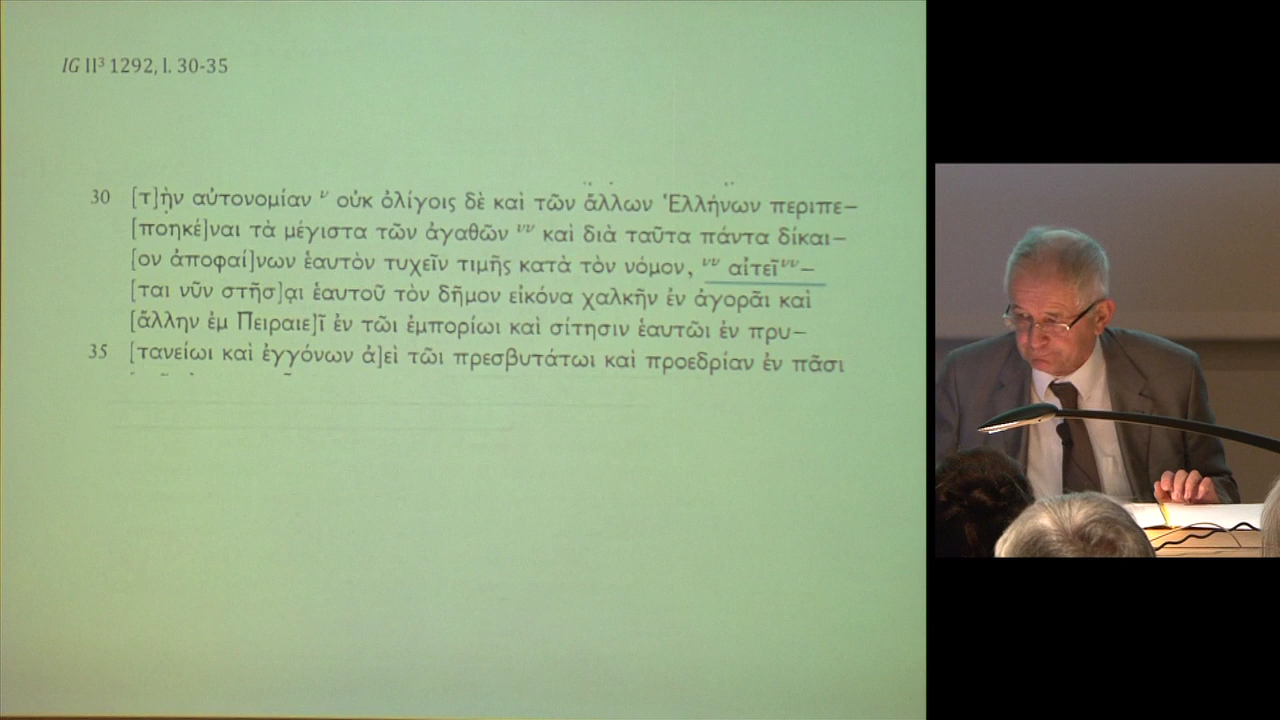 IG II³ 1292, l. 30-35
30 [τ]ὴν αὐτονομίαν ᵛ οὐκ ὀλίγοις δὲ καὶ τῶν ἄλλων Ἑλλήνων περιπε–
[ποηκέ]ναι τὰ μέγιστα τῶν ἀγαθῶν ᵛᵛ καὶ διὰ ταῦτα πάντα δίκαι–
[ον ἀποφαί]νων ἑαυτὸν τυχεῖν τιμῆς κατὰ τὸν νόμον, ᵛᵛ αἰτεῖᵛᵛ–
[ται νῦν στῆσ]α̣ι ἑαυτοῦ τὸν δῆμον εἰκόνα χαλκῆν ἐν ἀγορᾶι καὶ
[ἄλλην ἐμ Πειραιε]ῖ ἐν τῶι ἐμπορίωι καὶ σίτησιν ἑαυτῶι ἐν πρυ–
35 [τανείωι καὶ ἐγγόνων ἀ]εὶ τῶι πρεσβυτάτωι καὶ προεδρίαν ἐν πᾶσι